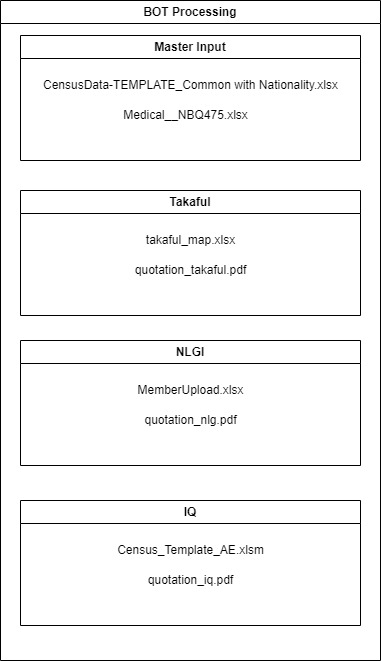 BOT Processing
Master Input
CensusData-TEMPLATE_Common with Nationality.xlsx
Medical__NBQ475.xlsx
Takaful
takaful_map.xlsx
quotation_takaful.pdf
NLGI
MemberUpload.xlsx
quotation_nlg.pdf
IQ
Census_Template_AE.xlsm
quotation_iq.pdf